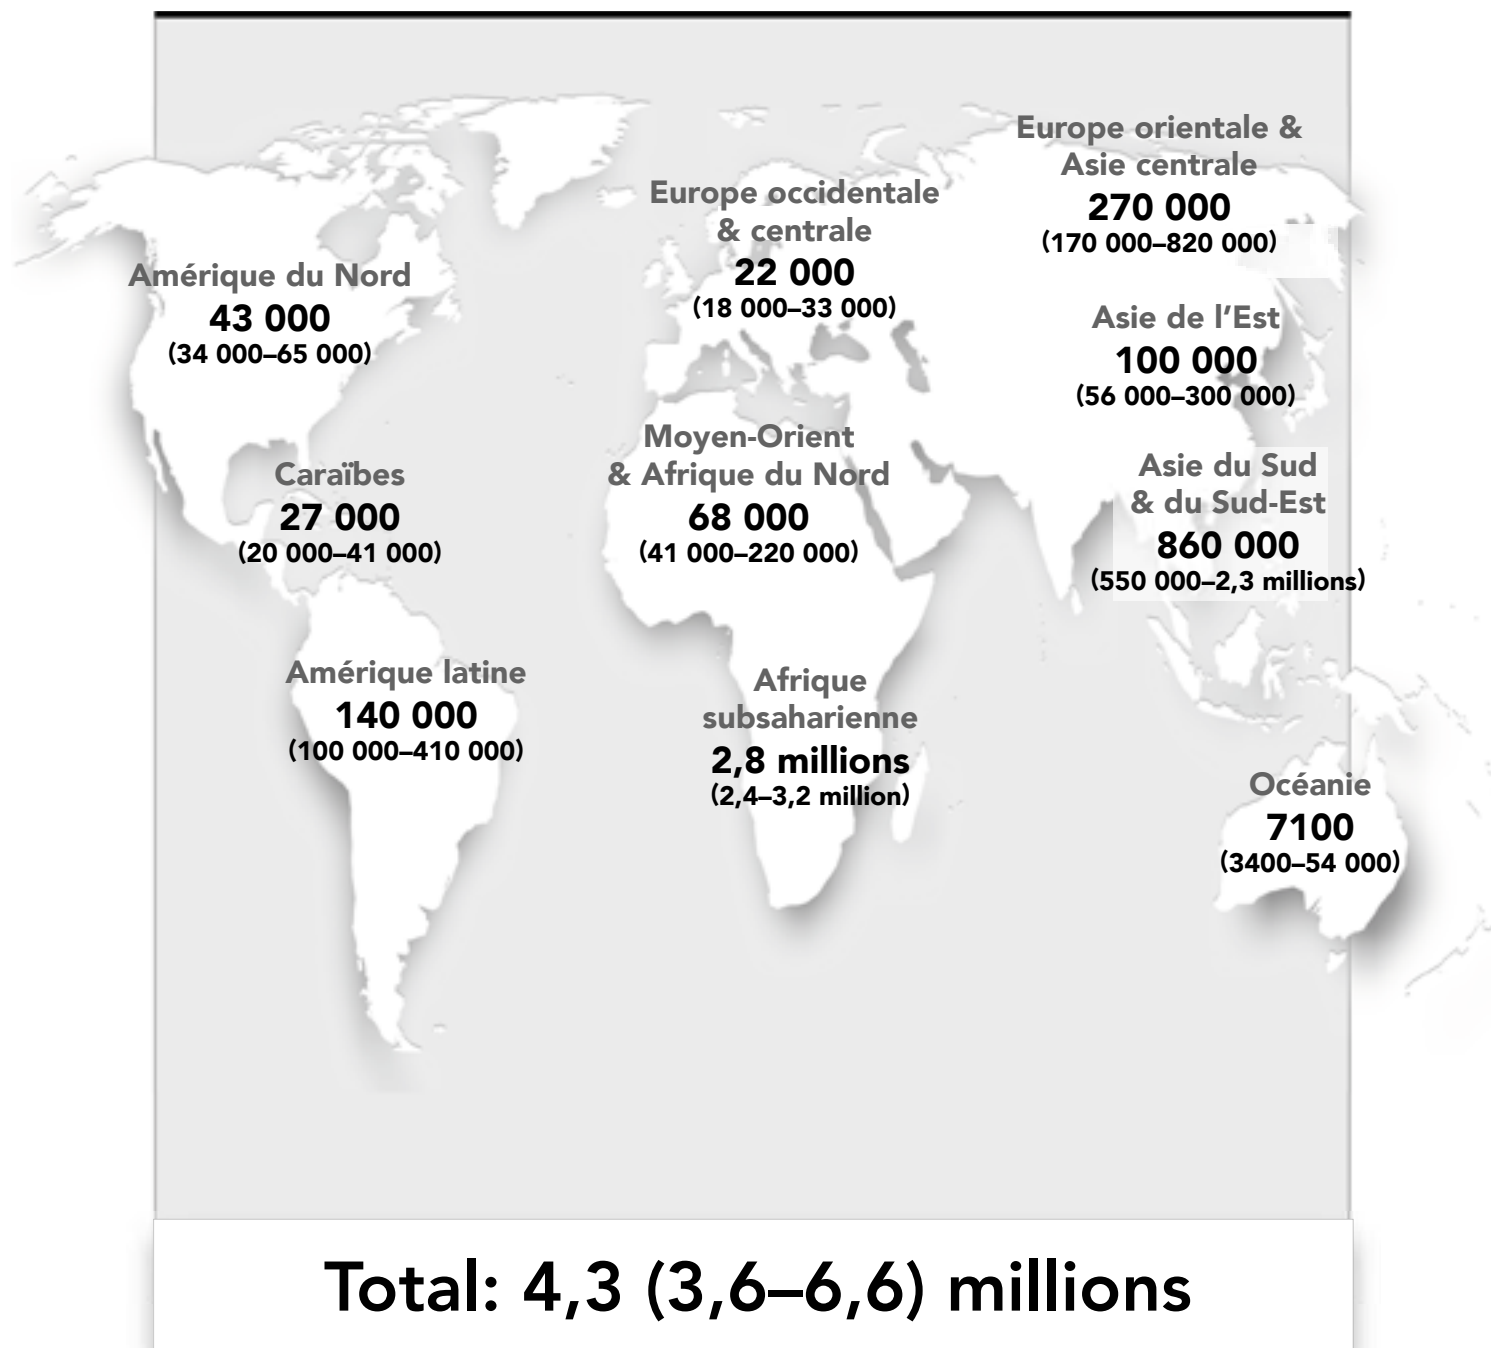 Europe orientale &
Asie centrale
270 000
(170 000–820 000)
Europe occidentale
& centrale
22 000
(18 000–33 000)
Amérique du Nord
43 000
(34 000–65 000)
Asie de l’Est
100 000
(56 000–300 000)
Moyen-Orient
& Afrique du Nord
68 000
(41 000–220 000)
Caraïbes
27 000
(20 000–41 000)
Asie du Sud
& du Sud-Est
860 000
(550 000–2,3 millions)
Amérique latine
140 000
(100 000–410 000)
Afrique
subsaharienne
2,8 millions
(2,4–3,2 million)
Océanie
7100
(3400–54 000)
Total: 4,3 (3,6–6,6) millions